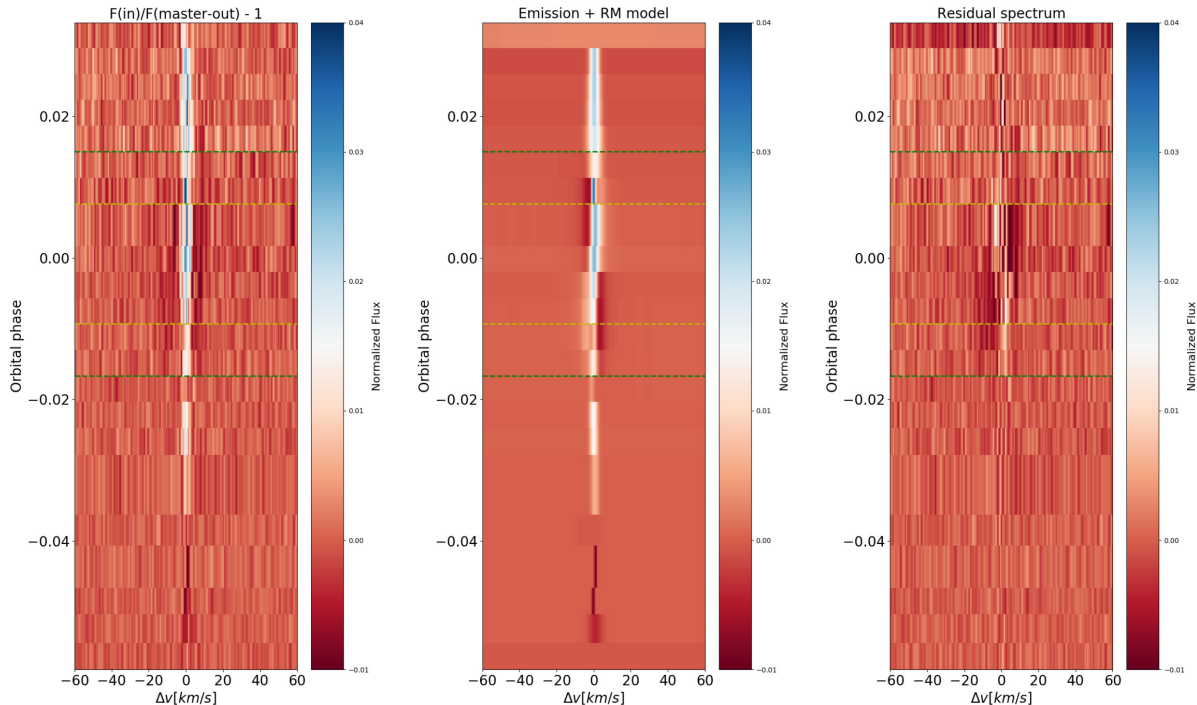 F(in)/F(master-out) - 1
Emission + RM model
Residual spectrum
0.02
0.00
−0.02
−0.04
Orbital phase
−60 −40 −20 0 20 40 60
Δv[km/s]
0.04
0.03
0.02
0.01
0.00
−0.01
Normalized Flux
0.02
0.00
−0.02
−0.04
Orbital phase
−60 −40 −20 0 20 40 60
Δv[km/s]
0.04
0.03
0.02
0.01
0.00
−0.01
Normalized Flux
0.02
0.00
−0.02
−0.04
Orbital phase
−60 −40 −20 0 20 40 60
Δv[km/s]
0.04
0.03
0.02
0.01
0.00
−0.01
Normalized Flux